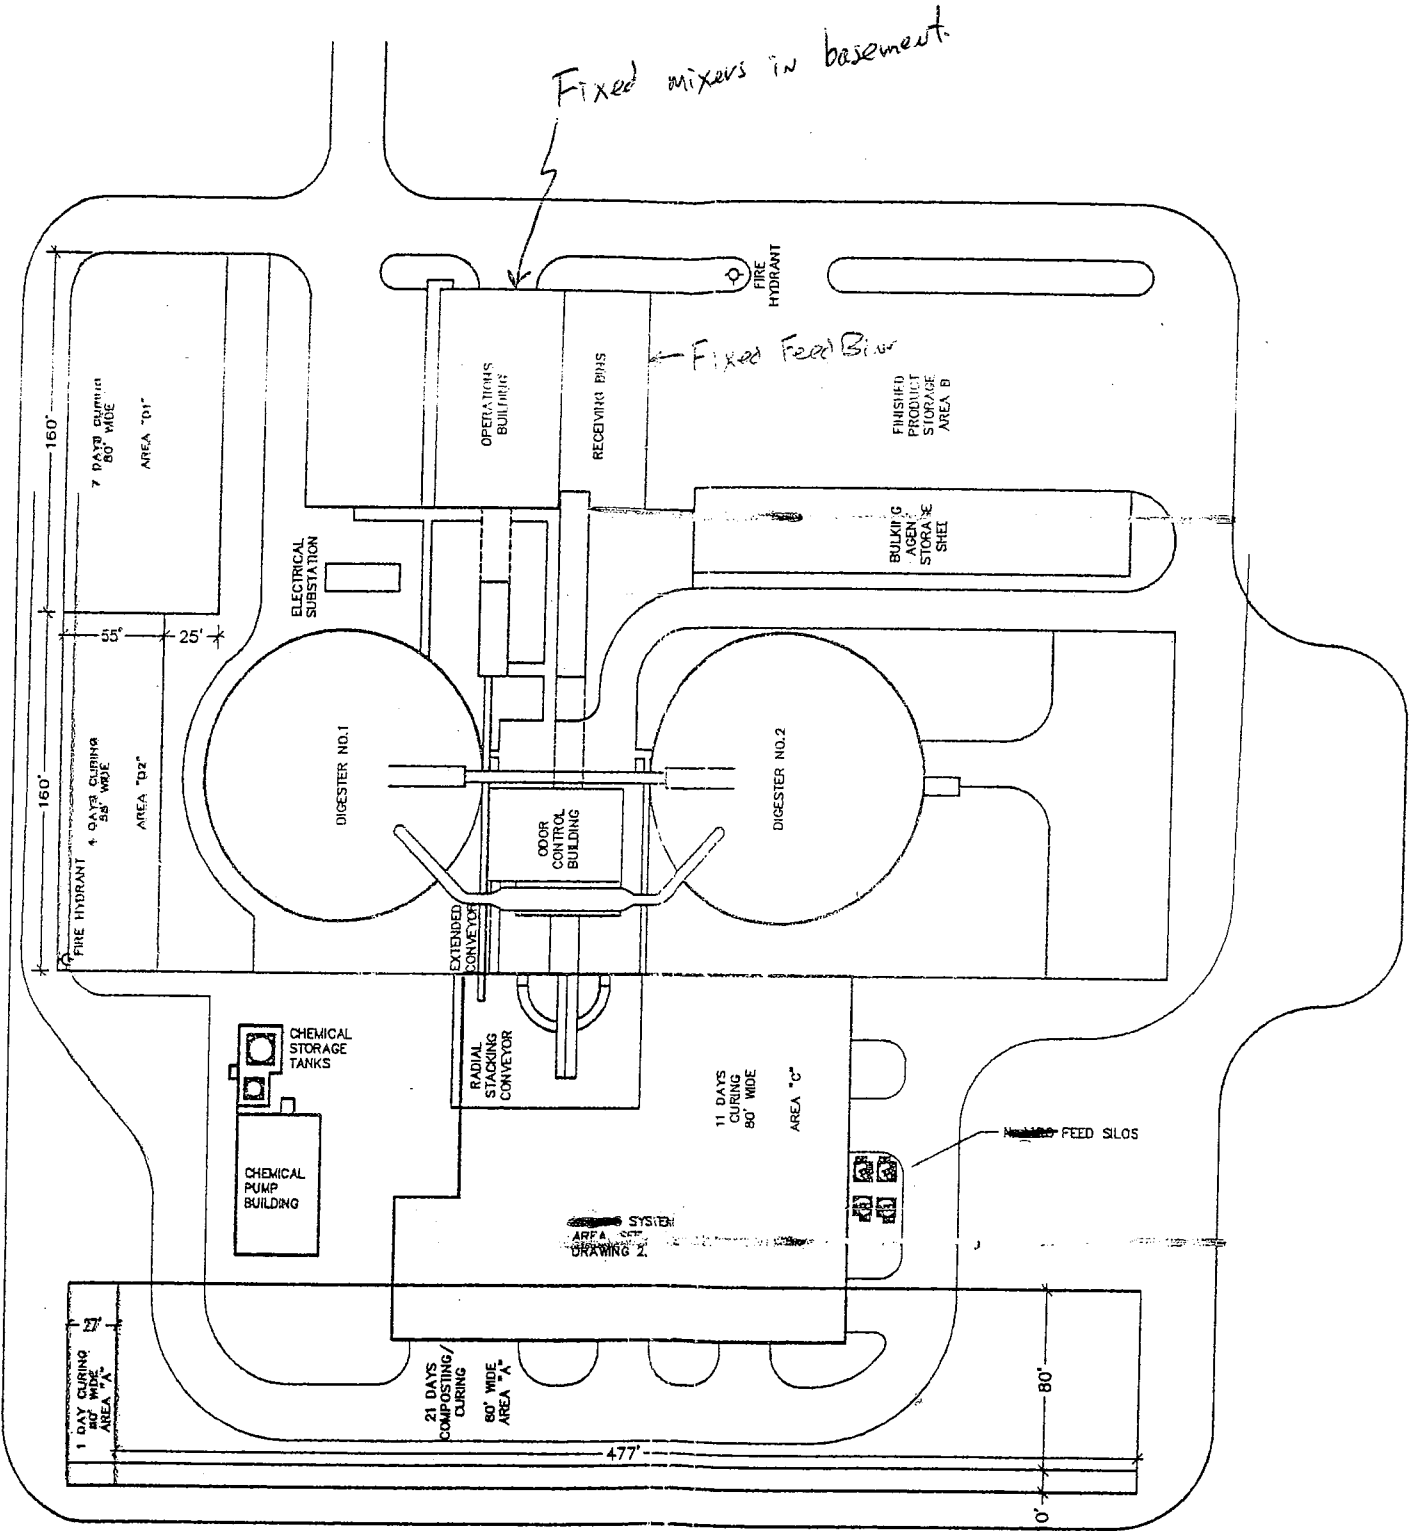 Fixed mixers in basement.
FIRE
HYDRANT
Fixed Feed Bins
OPERATIONS
BUILDING
RECEIVING BINS
FINISHED
PRODUCT
STORAGE
AREA B
7 DAYS CURING
80' WIDE
AREA "D1"
160'
ELECTRICAL
SUBSTATION
BULKING
AGENT
STORAGE
SHED
55'
25'
160'
4 DAYS CURING
55' WIDE
AREA "D2"
FIRE HYDRANT
DIGESTER NO.1
DIGESTER NO.2
ODOR
CONTROL
BUILDING
EXTENDED
CONVEYOR
CHEMICAL
STORAGE
TANKS
RADIAL
STACKING
CONVEYOR
11 DAYS
CURING
80' WIDE
AREA "C"
FEED SILOS
CHEMICAL
PUMP
BUILDING
SYSTEM
AREA SEE
DRAWING 2.
27'
1 DAY CURING
80' WIDE
AREA "A"
21 DAYS
COMPOSTING/
CURING
80' WIDE
AREA "A"
80'
477'
0'